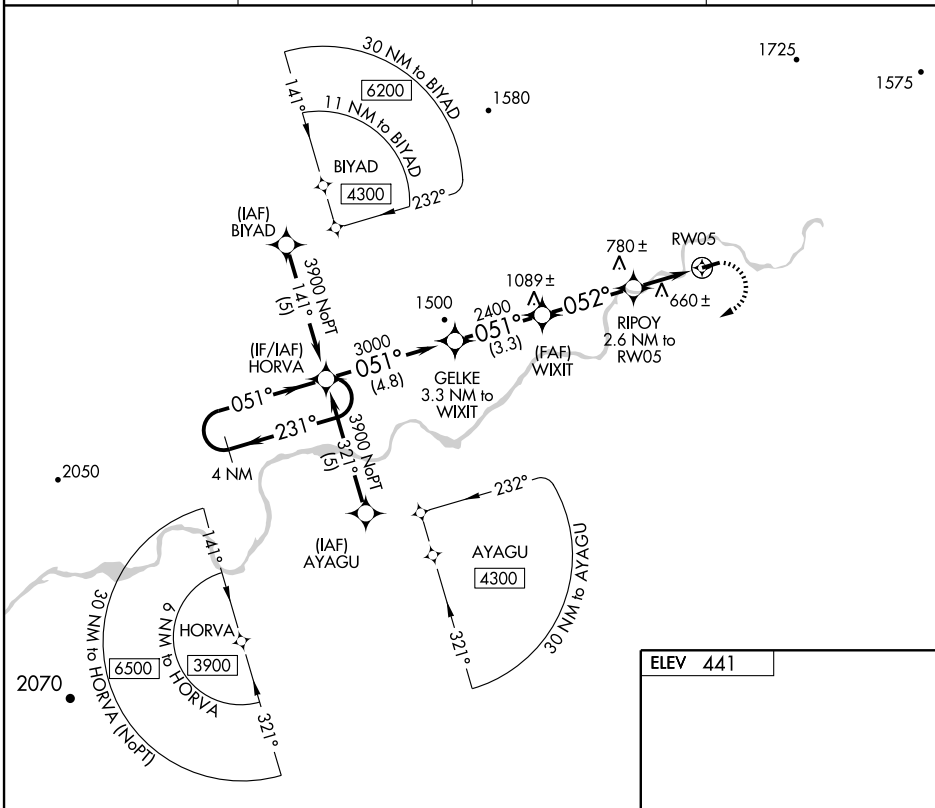 1725
1575
30 NM to BIYAD
141°
6200
1580
11 NM to BIYAD
BIYAD
4300
232°
(IAF)
BIYAD
780 ±
RW05
3900 NoPT
141°
(5)
1089 ±
660 ±
1500
2400
051°
(3.3)
052°
RIPOY
2.6 NM to
RW05
(IF/IAF)
HORVA
3000
051°
(4.8)
(FAF)
WIXIT
GELKE
3.3 NM to
WIXIT
051°
231°
4 NM
3900 NoPT
321°
(5)
2050
232°
(IAF)
AYAGU
AYAGU
4300
30 NM to AYAGU
321°
141°
30 NM to HORVA (NoPT)
6500
9 NM to HORVA
HORVA
3900
321°
2070
ELEV 441